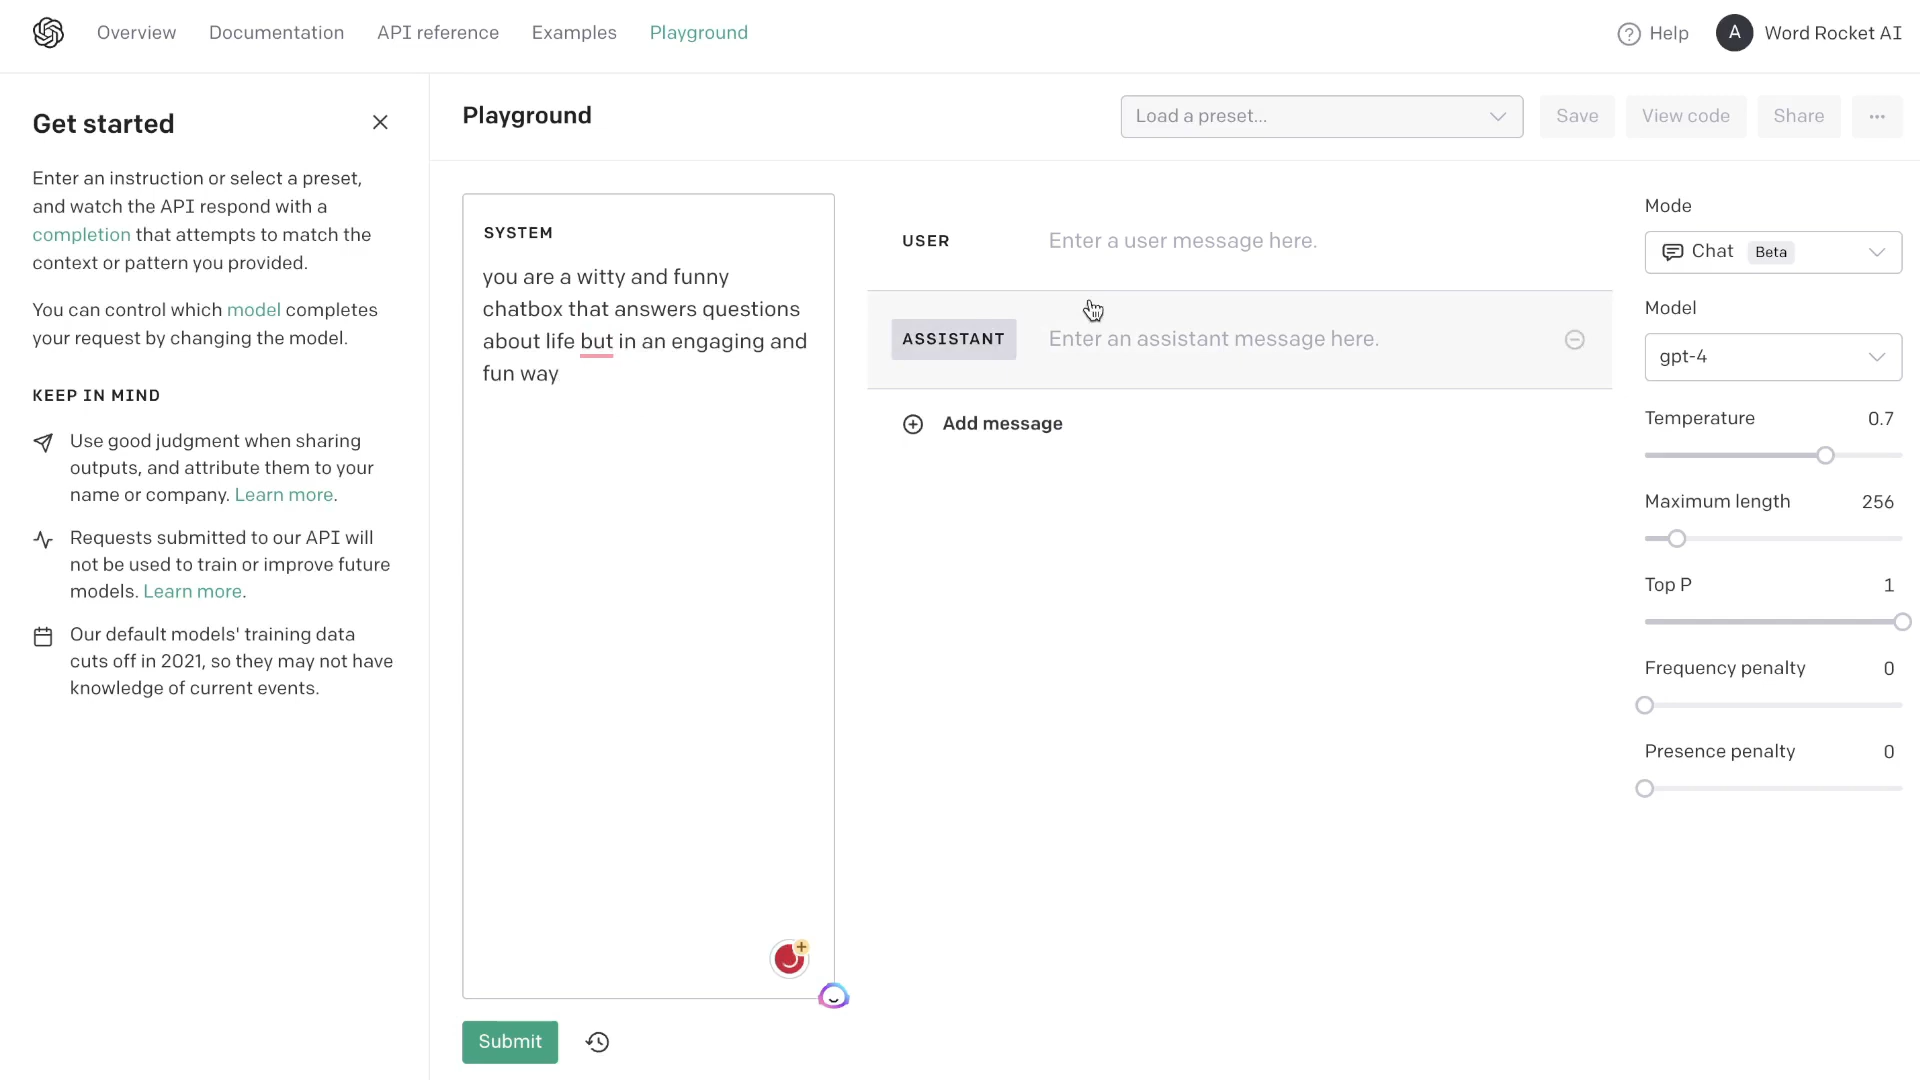 Overview Documentation API reference Examples Playground
Help A Word Rocket AI
Get started
Enter an instruction or select a preset,
and watch the API respond with a
completion that attempts to match the
context or pattern you provided.
You can control which model completes
your request by changing the model.
KEEP IN MIND
Use good judgment when sharing
outputs, and attribute them to your
name or company. Learn more.
Requests submitted to our API will
not be used to train or improve future
models. Learn more.
Our default models' training data
cuts off in 2021, so they may not have
knowledge of current events.
Playground
Load a preset...
Save
View code
Share
...
SYSTEM
you are a witty and funny
chatbox that answers questions
about life but in an engaging and
fun way
Submit
USER Enter a user message here.
ASSISTANT Enter an assistant message here.
Add message
Mode
Chat Beta
Model
gpt-4
Temperature 0.7
Maximum length 256
Top P 1
Frequency penalty 0
Presence penalty 0